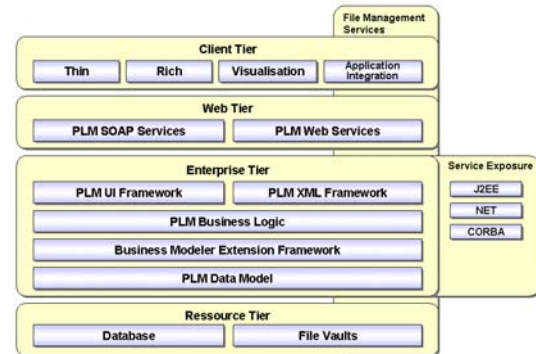 File Management
Services
Client Tier
Thin
Rich
Visualisation
Application
Integration
Web Tier
PLM SOAP Services
PLM Web Services
Enterprise Tier
PLM UI Framework
PLM XML Framework
PLM Business Logic
Business Modeler Extension Framework
PLM Data Model
Service Exposure
J2EE
NET
CORBA
Ressource Tier
Database
File Vaults